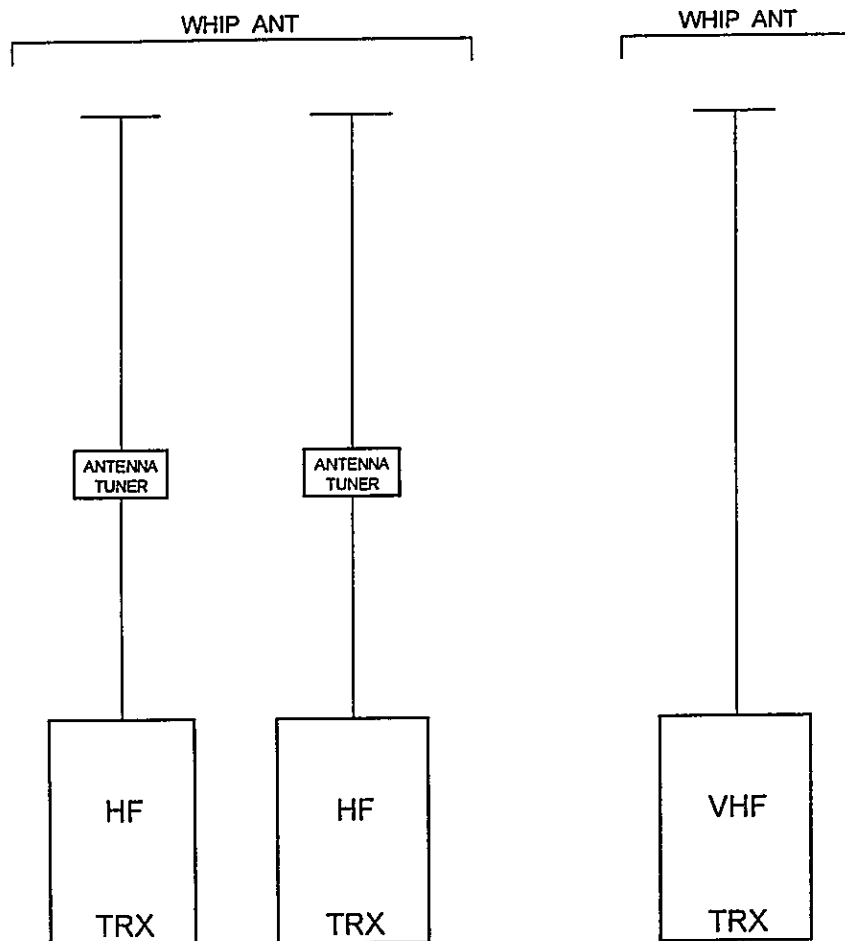 WHIP ANT
WHIP ANT
ANTENNA
TUNER
ANTENNA
TUNER
HF
HF
VHF
TRX
TRX
TRX